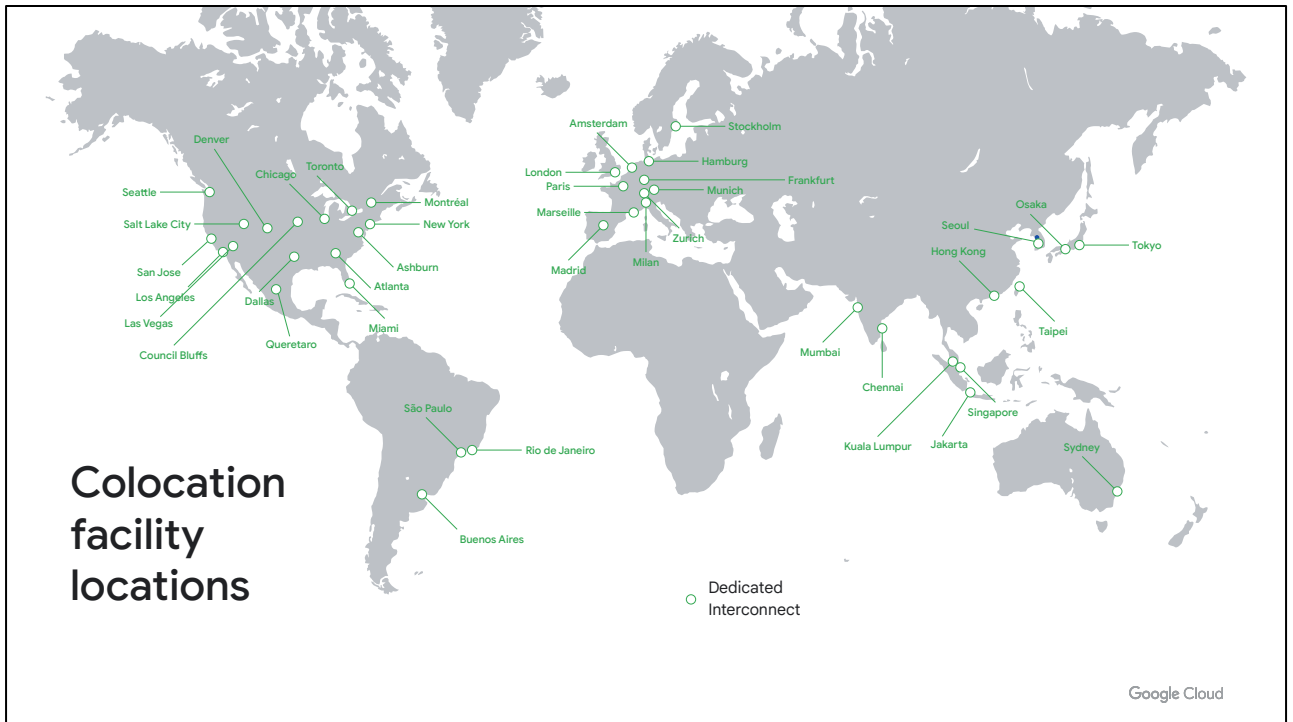 Amsterdam
Stockholm
Denver
Hamburg
Toronto
Chicago
London
Frankfurt
Paris
Munich
Seattle
Montréal
Osaka
Marseille
Salt Lake City
New York
Seoul
Zurich
Tokyo
Hong Kong
Milan
Ashburn
Madrid
San Jose
Atlanta
Los Angeles
Dallas
Las Vegas
Miami
Taipei
Queretaro
Mumbai
Council Bluffs
Chennai
São Paulo
Singapore
Kuala Lumpur
Jakarta
Sydney
Rio de Janeiro
Buenos Aires
Colocation
facility
locations
Dedicated
Interconnect
Google Cloud